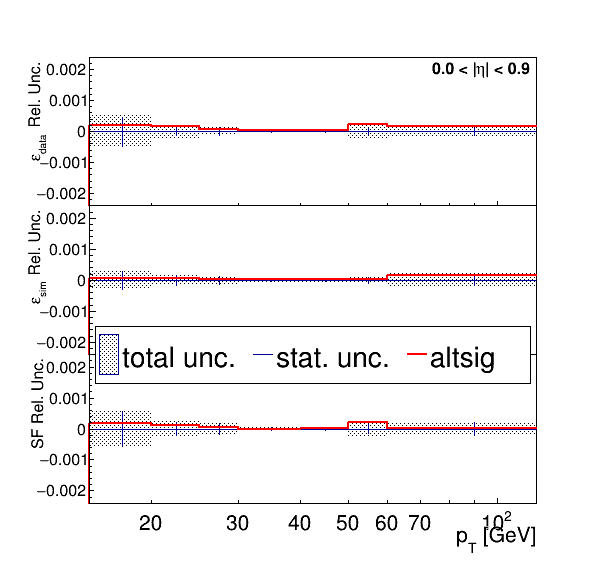 0.0 < |η| < 0.9
ε_data Rel. Unc.
0.002
0.001
0
−0.001
−0.002
ε_sim Rel. Unc.
0.002
0.001
0
−0.001
−0.002
total unc. stat. unc. altsig
SF Rel. Unc.
0.002
0.001
0
−0.001
−0.002
20 30 40 50 60 70 10²
p_T [GeV]